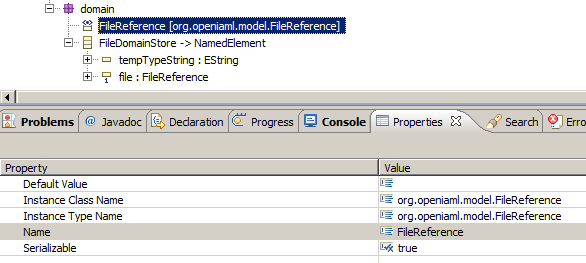 domain
FileReference [org.openiaml.model.FileReference]
FileDomainStore -> NamedElement
tempTypeString : EString
file : FileReference
Problems @ Javadoc Declaration Progress Console Properties Search Erro
Property Value
Default Value
Instance Class Name org.openiaml.model.FileReference
Instance Type Name org.openiaml.model.FileReference
Name FileReference
Serializable true